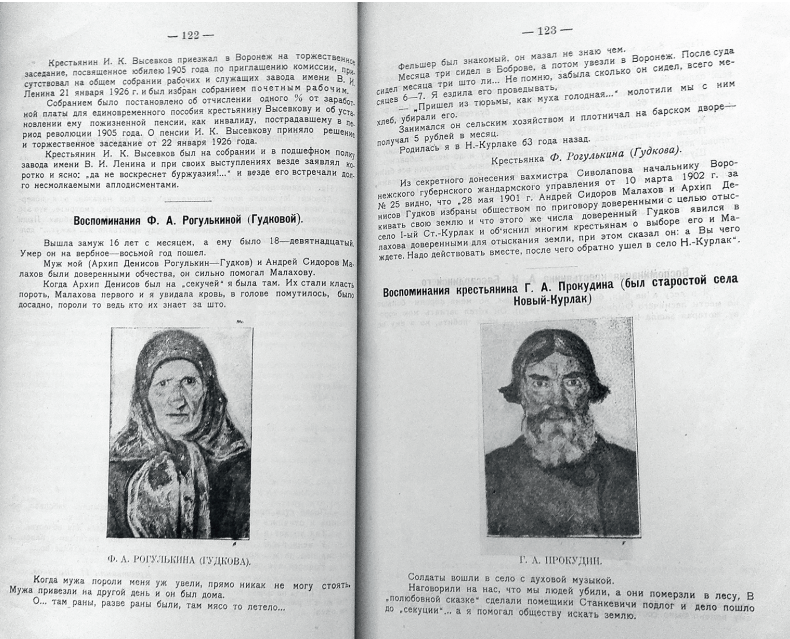 — 122 —
Крестьянин И. К. Высевков приезжал в Воронеж на торжественное
заседание, посвященное юбилею 1905 года по приглашению комиссии, при-
сутствовал на общем собрании рабочих и служащих завода имени В. И.
Ленина 21 января 1926 г. и был избран собранием почетным рабочим.
Собранием было постановлено об отчислении одного % от заработ-
ной платы для единовременного пособия крестьянину Высевкову и об уста-
новлении ему пожизненной пенсии, как инвалиду, пострадавшему в пе-
риод революции 1905 года. О пенсии И. К. Высевкову приняло решение
и торжественное заседание от 22 января 1926 года.
Крестьянин И. К. Высевков был на собрании и в подшефном полку
завода имени В. И. Ленина и при своих выступлениях везде заявлял ко-
ротко и ясно: „да не воскреснет буржуазия!..." и везде его встречали дол-
го несмолкаемыми аплодисментами.
Воспоминания Ф. А. Рогулькиной (Гудковой).
Вышла замуж 16 лет с месяцем, а ему было 18—девятнадцатый.
Умер он на вербное—восьмой год пошел.
Муж мой (Архип Денисов Рогулькин—Гудков) и Андрей Сидоров Ма-
лахов были доверенными обчества, он сильно помогал Малахову.
Когда Архип Денисов был на „секучей" я была там. Их стали класть
пороть, Малахова первого и я увидала кровь, в голове помутилось, было
досадно, пороли то ведь кто их знает за што.
Ф. А. РОГУЛЬКИНА (ГУДКОВА).
Когда мужа пороли меня уж увели, прямо никак не могу стоять.
Мужа привезли на другой день и он был дома.
О... там раны, разве раны были, там мясо то летело...
— 123 —
Фельшер был знакомый, он мазал не знаю чем.
Месяца три сидел в Боброве, а потом увезли в Воронеж. После суда
сидел месяца три што ли... Не помню, забыла сколько он сидел, всего ме-
сяцев 6—7. Я ездила его проведывать,
— „Пришел из тюрьмы, как муха голодная..." молотили мы с ним
хлеб, убирали его.
Занимался он сельским хозяйством и плотничал на барском дворе—
получал 5 рублей в месяц.
Родилась я в Н.-Курлаке 63 года назад.
Крестьянка Ф. Рогулькина (Гудкова).
Из секретного донесения вахмистра Сиволапова начальнику Воро-
нежского губернского жандармского управления от 10 марта 1902 г. за
№ 25 видно, что „28 мая 1901 г. Андрей Сидоров Малахов и Архип Де-
нисов Гудков избраны обществом по приговору доверенными с целью отыс-
кивать свою землю и что этого же числа доверенный Гудков явился в
село I-ый Ст.-Курлак и об'яснил многим крестьянам о выборе его и Ма-
лахова доверенными для отыскания земли, при этом сказал он: а Вы чего
ждете. Надо действовать вместе, после чего обратно ушел в село Н.-Курлак".
Воспоминания крестьянина Г. А. Прокудина (был старостой села
Новый-Курлак)
Г. А. ПРОКУДИН.
Солдаты вошли в село с духовой музыкой.
Наговорили на нас, что мы людей убили, а они померзли в лесу, В
„полюбовной сказке" сделали помещики Станкевичи подлог и дело пошло
до „секуции"... а я помогал обществу искать землю.